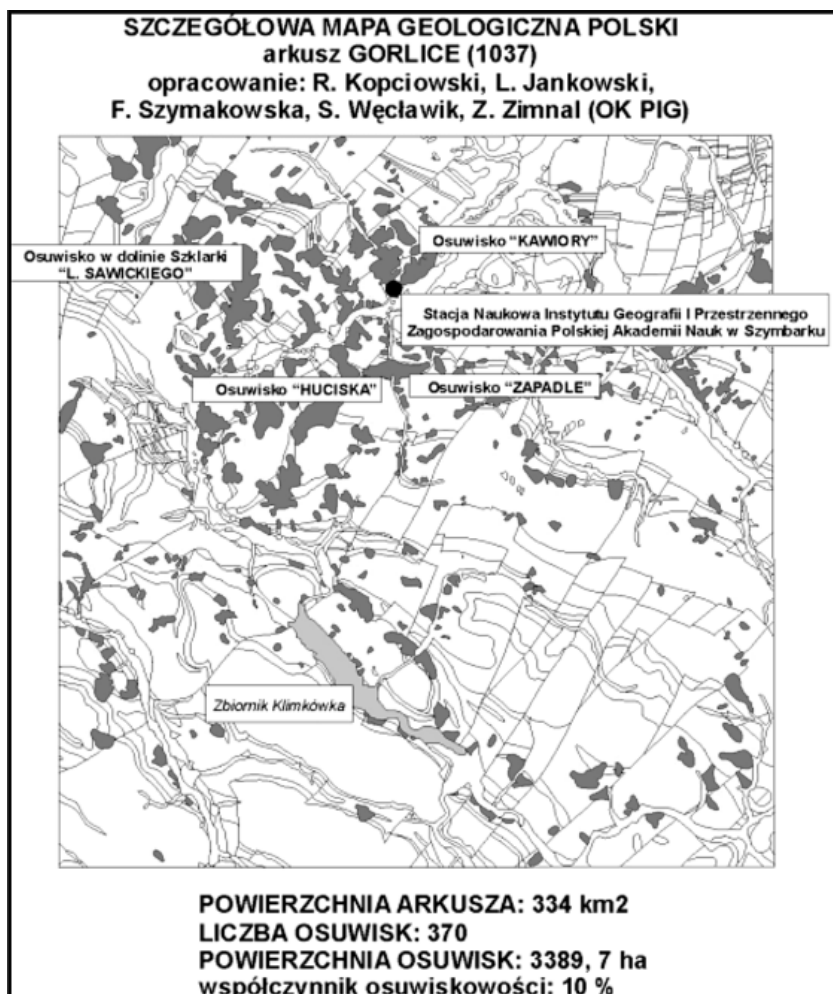 SZCZEGÓŁOWA MAPA GEOLOGICZNA POLSKI
arkusz GORLICE (1037)
opracowanie: R. Kopciowski, L. Jankowski,
F. Szymakowska, S. Węcławik, Z. Zimnal (OK PIG)
Osuwisko "KAWIORY"
Osuwisko w dolinie Szklarki
"L. SAWICKIEGO"
Stacja Naukowa Instytutu Geografii I Przestrzennego
Zagospodarowania Polskiej Akademii Nauk w Szymbarku
Osuwisko "HUCISKA"
Osuwisko "ZAPADLE"
Zbiornik Klimkówka
POWIERZCHNIA ARKUSZA: 334 km2
LICZBA OSUWISK: 370
POWIERZCHNIA OSUWISK: 3389, 7 ha
współczynnik osuwiskowości: 10 %